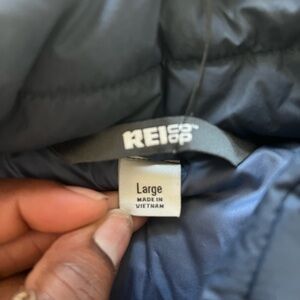 REI CO OP
Large
MADE IN
VIETNAM